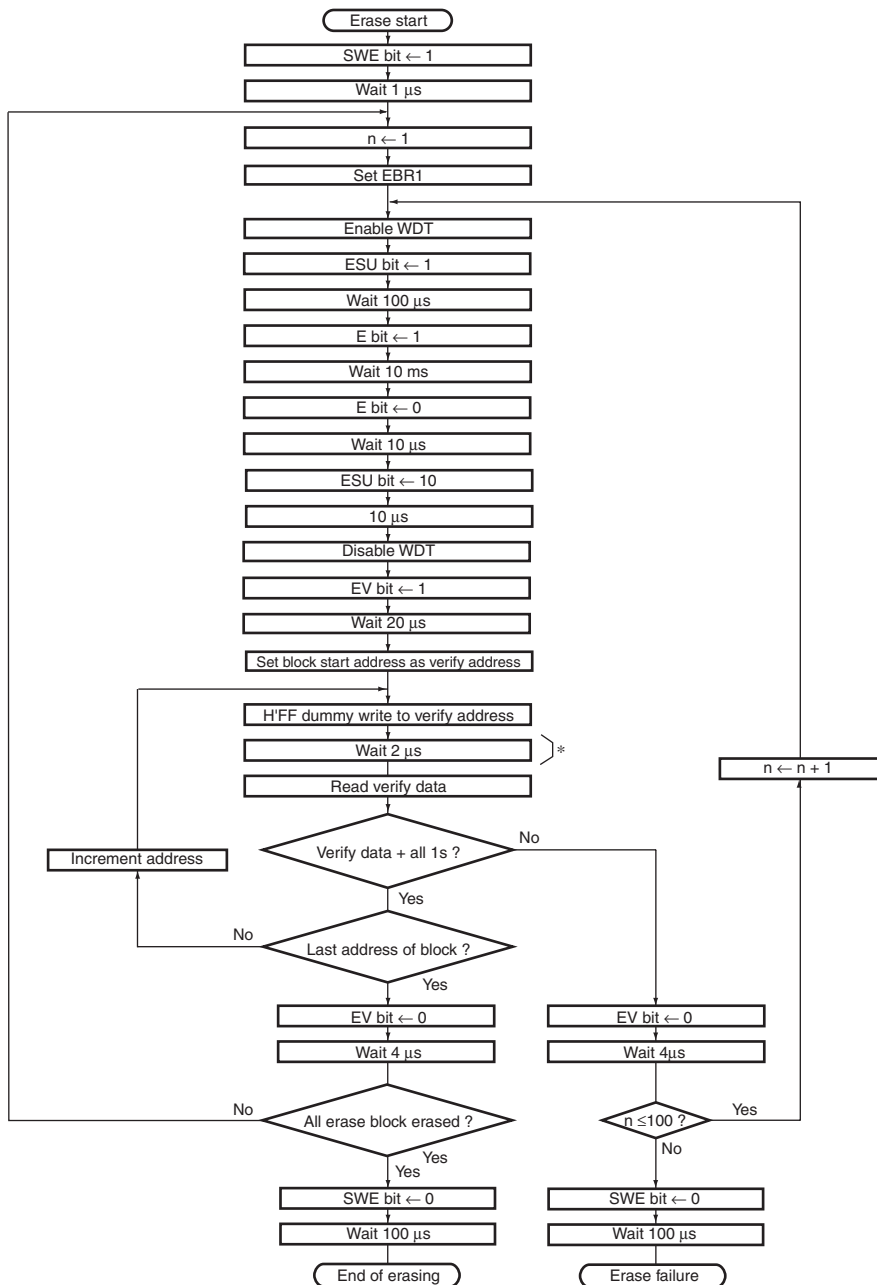 Erase start
SWE bit ← 1
Wait 1 µs
n ← 1
Set EBR1
Enable WDT
ESU bit ← 1
Wait 100 µs
E bit ← 1
Wait 10 ms
E bit ← 0
Wait 10 µs
ESU bit ← 10
10 µs
Disable WDT
EV bit ← 1
Wait 20 µs
Set block start address as verify address
H'FF dummy write to verify address
Wait 2 µs
*
n ← n + 1
Read verify data
No
Verify data + all 1s ?
Increment address
Yes
No
Last address of block ?
Yes
EV bit ← 0
EV bit ← 0
Wait 4 µs
Wait 4µs
No
All erase block erased ?
n ≤100 ?
Yes
Yes
Yes
No
SWE bit ← 0
SWE bit ← 0
Wait 100 µs
Wait 100 µs
End of erasing
Erase failure